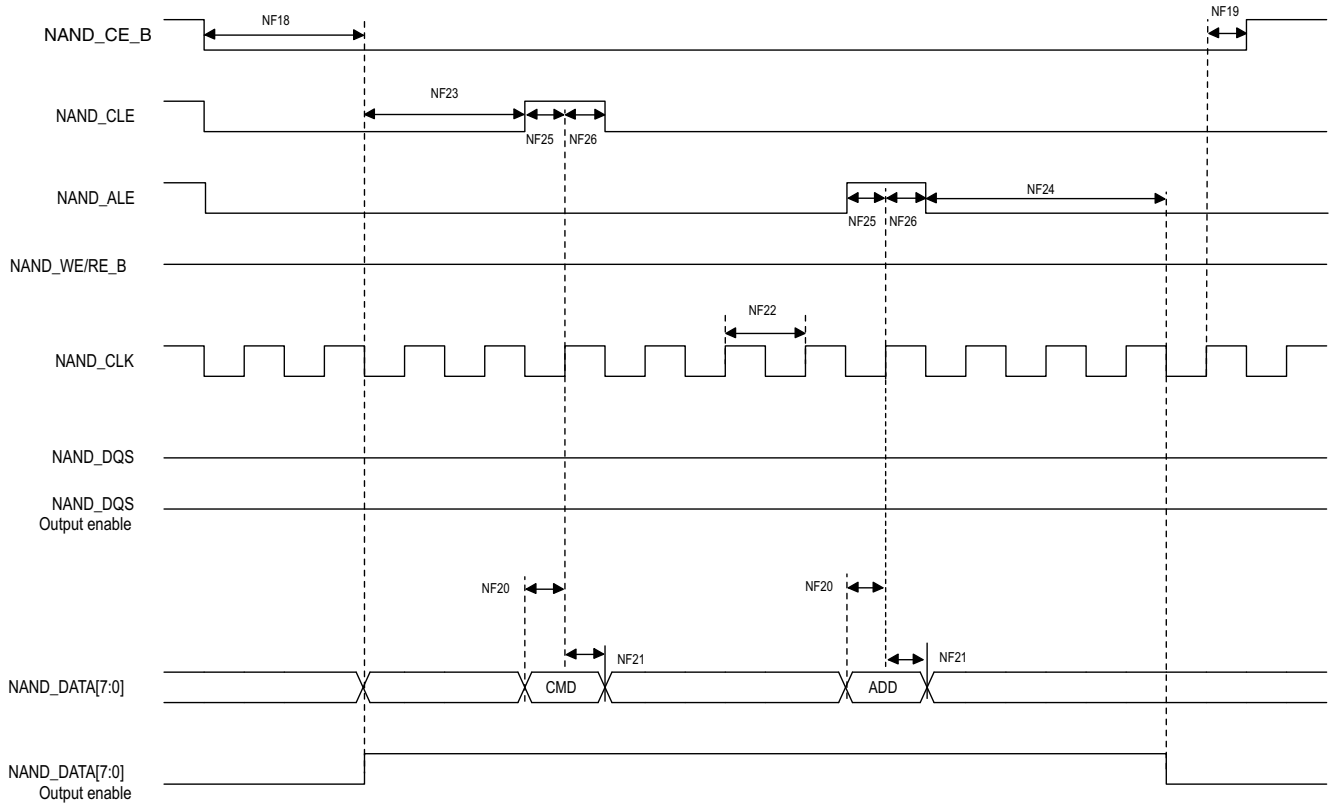 NF18
NF19
NAND_CE_B
NF23
NAND_CLE
NF25 NF26
NF24
NAND_ALE
NF25 NF26
NAND_WE/RE_B
NF22
NAND_CLK
NAND_DQS
NAND_DQS
Output enable
NF20
NF20
NF21
NF21
NAND_DATA[7:0]
CMD
ADD
NAND_DATA[7:0]
Output enable